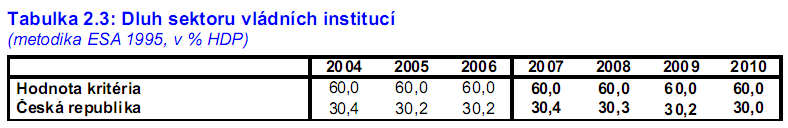 Tabulka 2.3: Dluh sektoru vládních institucí
(metodika ESA 1995, v % HDP)
2004 2005 2006 2007 2008 2009 2010
Hodnota kritéria 60,0 60,0 60,0 60,0 60,0 60,0 60,0
Česká republika 30,4 30,2 30,2 30,4 30,3 30,2 30,0